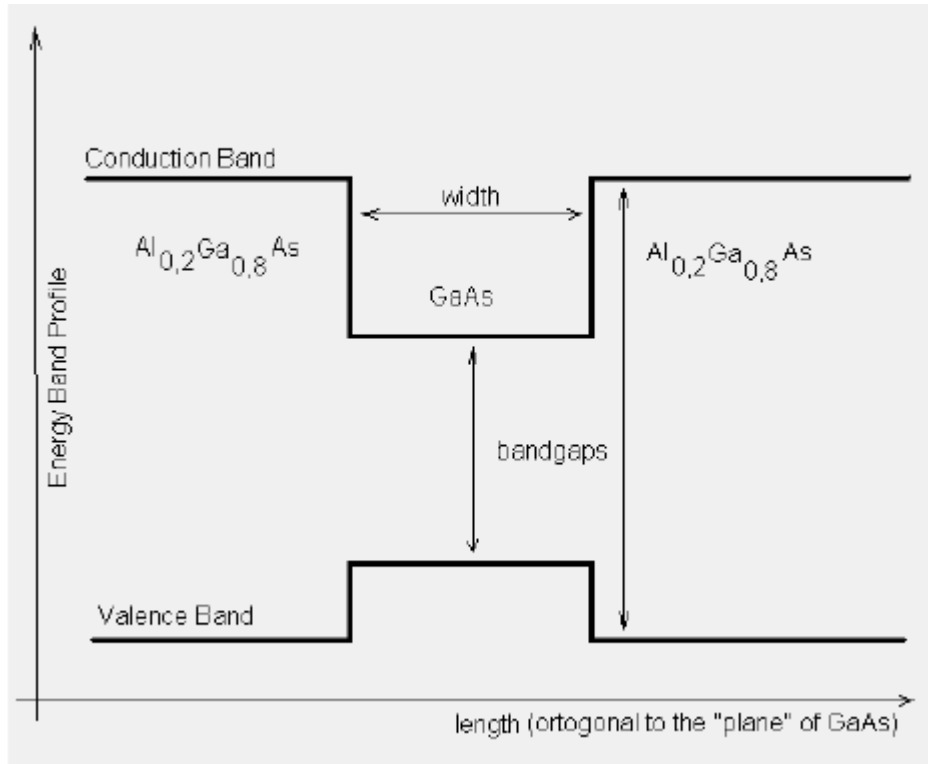 Conduction Band
width
Al0,2Ga0,8As
Al0,2Ga0,8As
GaAs
Energy Band Profile
bandgaps
Valence Band
length (ortogonal to the "plane" of GaAs)